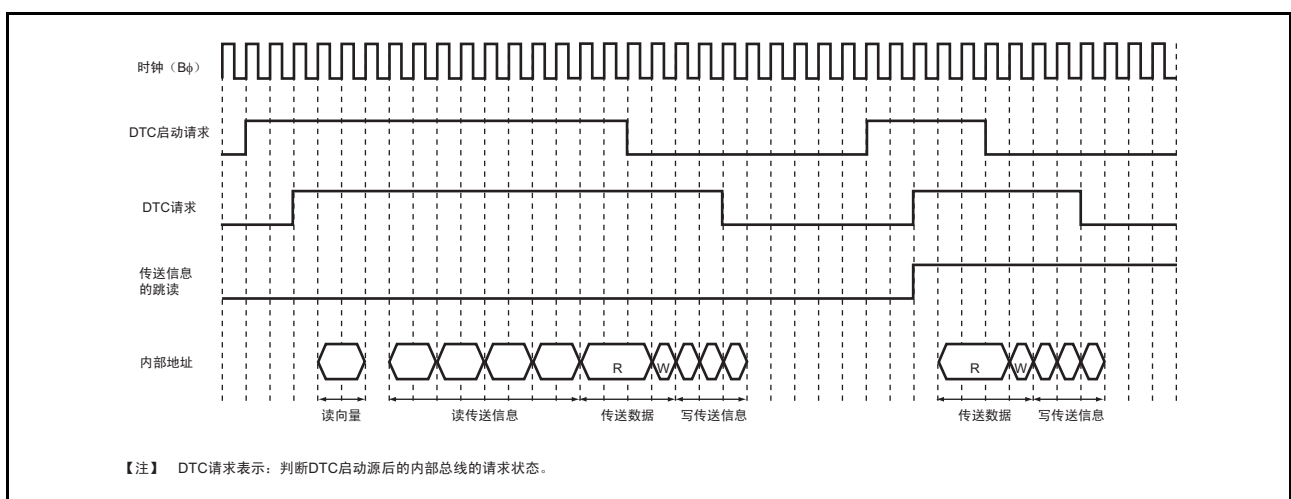 时钟（Bφ）
DTC启动请求
DTC请求
传送信息
的跳读
内部地址
R
W
R
W
读向量
读传送信息
传送数据
写传送信息
传送数据
写传送信息
【注】 DTC请求表示：判断DTC启动源后的内部总线的请求状态。